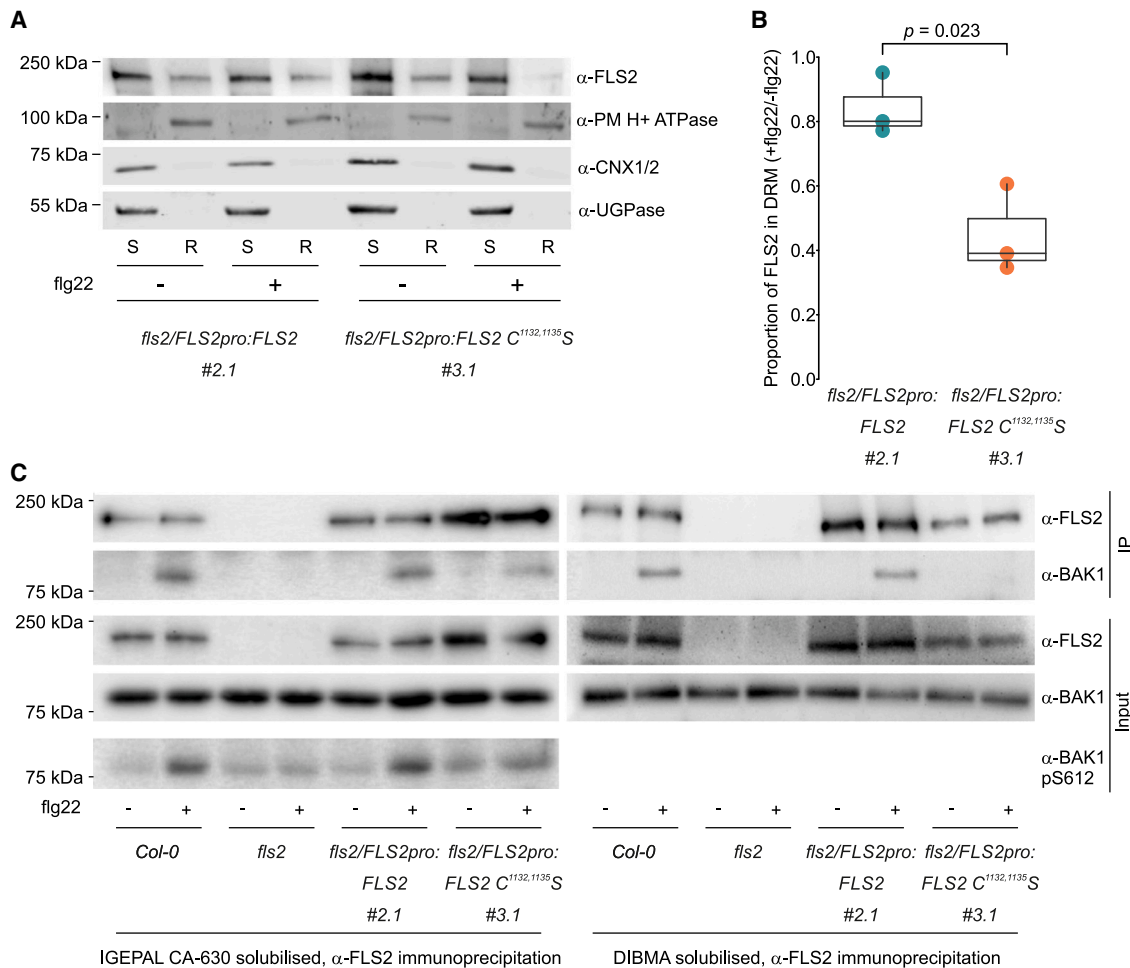 A
250 kDa
α-FLS2
100 kDa
α-PM H+ ATPase
75 kDa
α-CNX1/2
55 kDa
α-UGPase
S R S R S R S R
flg22 - + - +
fls2/FLS2pro:FLS2 fls2/FLS2pro:FLS2 C1132,1135S
#2.1 #3.1
B
p = 0.023
Proportion of FLS2 in DRM (+flg22/-flg22)
1.0
0.8
0.6
0.4
0.2
0.0
fls2/FLS2pro: fls2/FLS2pro:
FLS2 FLS2 C1132,1135S
#2.1 #3.1
C
250 kDa
α-FLS2
α-BAK1
75 kDa
IP
250 kDa
α-FLS2
α-BAK1
75 kDa
α-BAK1
pS612
75 kDa
Input
flg22 - + - + - + - + - + - + - + - +
Col-0 fls2 fls2/FLS2pro: fls2/FLS2pro: Col-0 fls2 fls2/FLS2pro: fls2/FLS2pro:
FLS2 FLS2 C1132,1135S FLS2 FLS2 C1132,1135S
#2.1 #3.1 #2.1 #3.1
IGEPAL CA-630 solubilised, α-FLS2 immunoprecipitation DIBMA solubilised, α-FLS2 immunoprecipitation